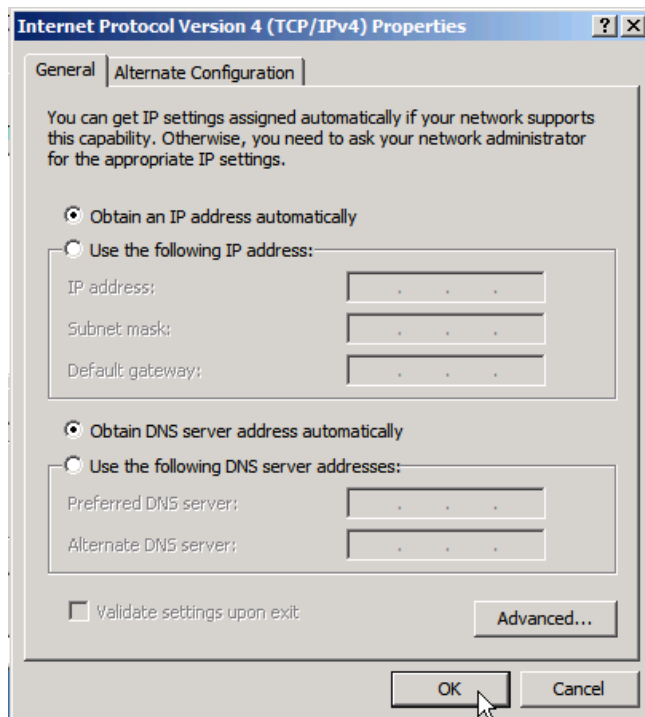 Internet Protocol Version 4 (TCP/IPv4) Properties
General
Alternate Configuration
You can get IP settings assigned automatically if your network supports
this capability. Otherwise, you need to ask your network administrator
for the appropriate IP settings.
Obtain an IP address automatically
Use the following IP address:
IP address:
Subnet mask:
Default gateway:
Obtain DNS server address automatically
Use the following DNS server addresses:
Preferred DNS server:
Alternate DNS server:
Validate settings upon exit
Advanced...
OK
Cancel